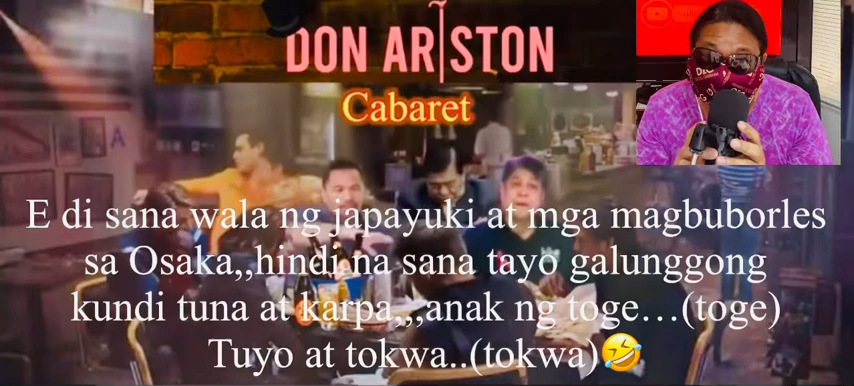 DON ARISTON
Cabaret
E di sana wala ng japayuki at mga magbuborles
sa Osaka,,hindi na sana tayo galunggong
kundi tuna at karpa,,,anak ng toge…(toge)
Tuyo at tokwa..(tokwa)🤣